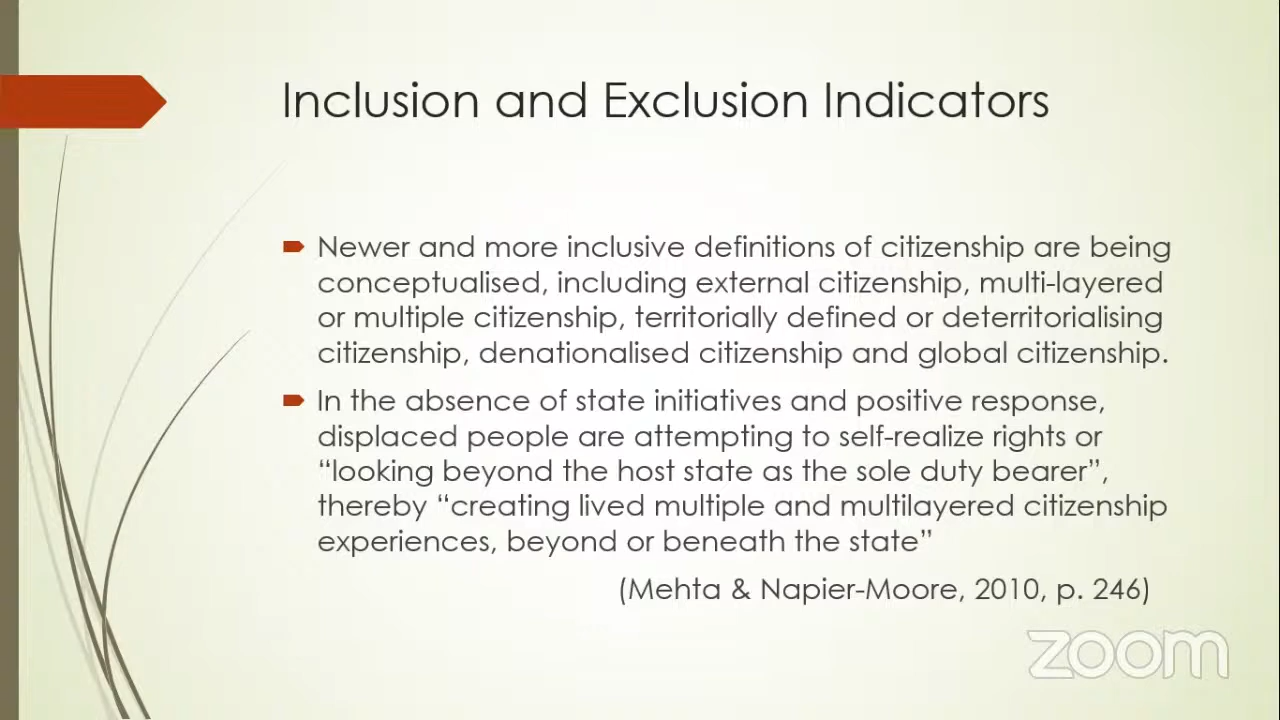 Inclusion and Exclusion Indicators
Newer and more inclusive definitions of citizenship are being
conceptualised, including external citizenship, multi-layered
or multiple citizenship, territorially defined or deterritorialising
citizenship, denationalised citizenship and global citizenship.
In the absence of state initiatives and positive response,
displaced people are attempting to self-realize rights or
“looking beyond the host state as the sole duty bearer”,
thereby “creating lived multiple and multilayered citizenship
experiences, beyond or beneath the state”
(Mehta & Napier-Moore, 2010, p. 246)
zoom